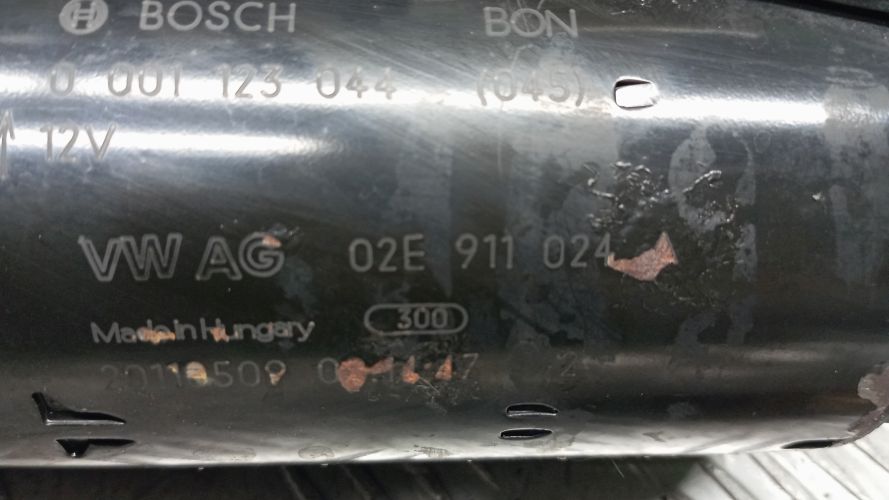 BOSCH BON
0 001 123 044 (045)
12V
VW AG 02E 911 024
Made in Hungary 300